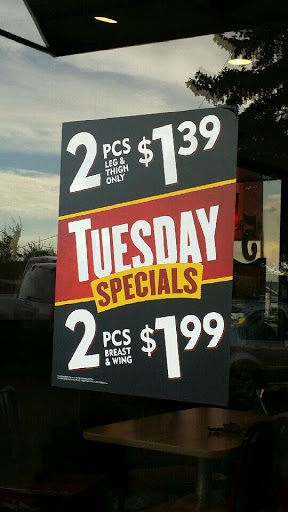 2 PCS $1.39
LEG &
THIGH
ONLY
TUESDAY
SPECIALS
2 PCS $1.99
BREAST
& WING